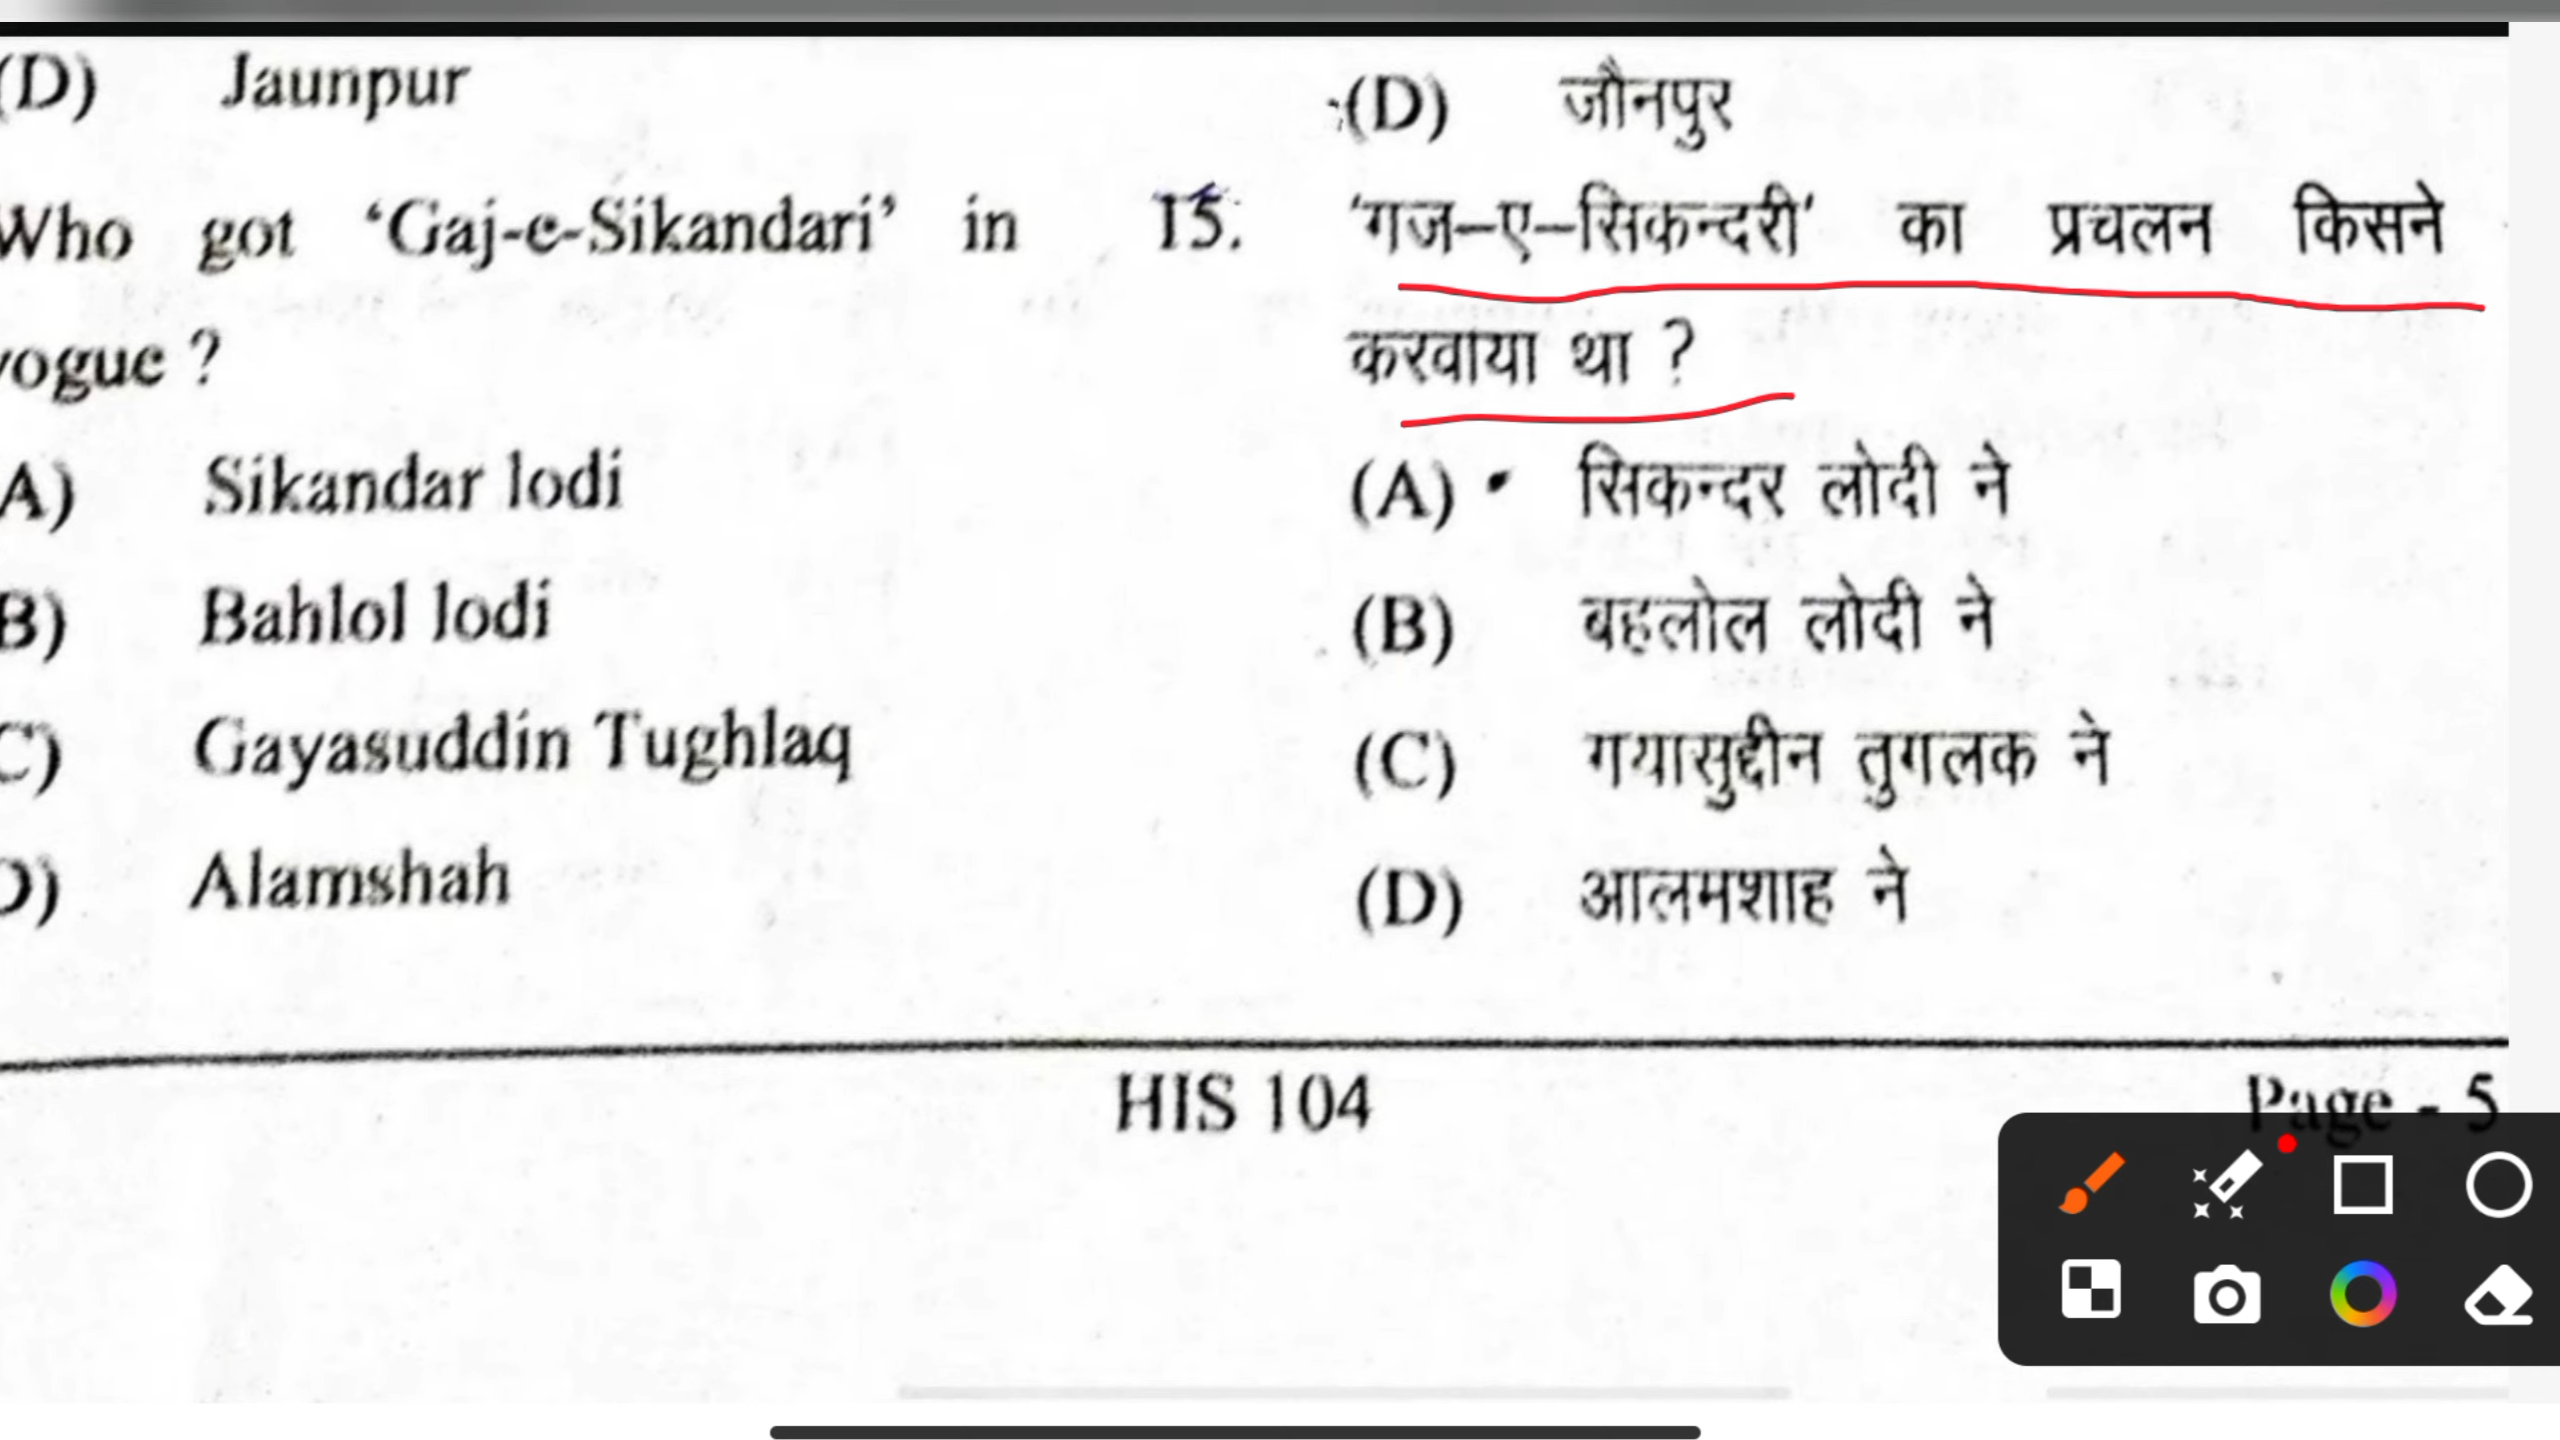 (D) Jaunpur
Who got ‘Gaj-e-Sikandari’ in
vogue ?
A) Sikandar lodi
B) Bahlol lodi
C) Gayasuddin Tughlaq
D) Alamshah
(D) जौनपुर
15. ‘गज–ए–सिकन्दरी’ का प्रचलन किसने
करवाया था ?
(A) सिकन्दर लोदी ने
(B) बहलोल लोदी ने
(C) गयासुद्दीन तुगलक ने
(D) आलमशाह ने
HIS 104
Page - 5